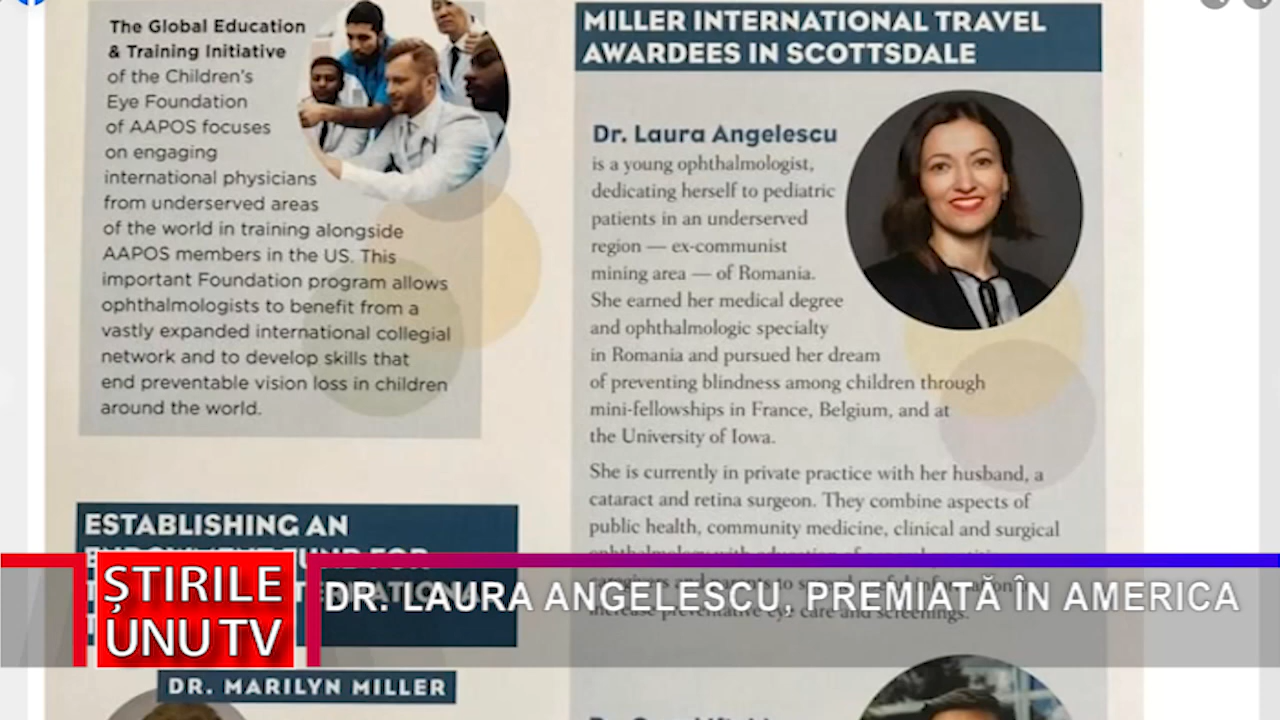 The Global Education
& Training Initiative
of the Children's
Eye Foundation
of AAPOS focuses
on engaging
international physicians
from underserved areas
of the world in training alongside
AAPOS members in the US. This
important Foundation program allows
ophthalmologists to benefit from a
vastly expanded international collegial
network and to develop skills that
end preventable vision loss in children
around the world.
ESTABLISHING AN
DR. MARILYN MILLER
MILLER INTERNATIONAL TRAVEL
AWARDEES IN SCOTTSDALE
Dr. Laura Angelescu
is a young ophthalmologist,
dedicating herself to pediatric
patients in an underserved
region — ex-communist
mining area — of Romania.
She earned her medical degree
and ophthalmologic specialty
in Romania and pursued her dream
of preventing blindness among children through
mini-fellowships in France, Belgium, and at
the University of Iowa.
She is currently in private practice with her husband, a
cataract and retina surgeon. They combine aspects of
public health, community medicine, clinical and surgical
increase preventative eye care and screenings.
ȘTIRILE
UNU TV
DR. LAURA ANGELESCU, PREMIATĂ ÎN AMERICA